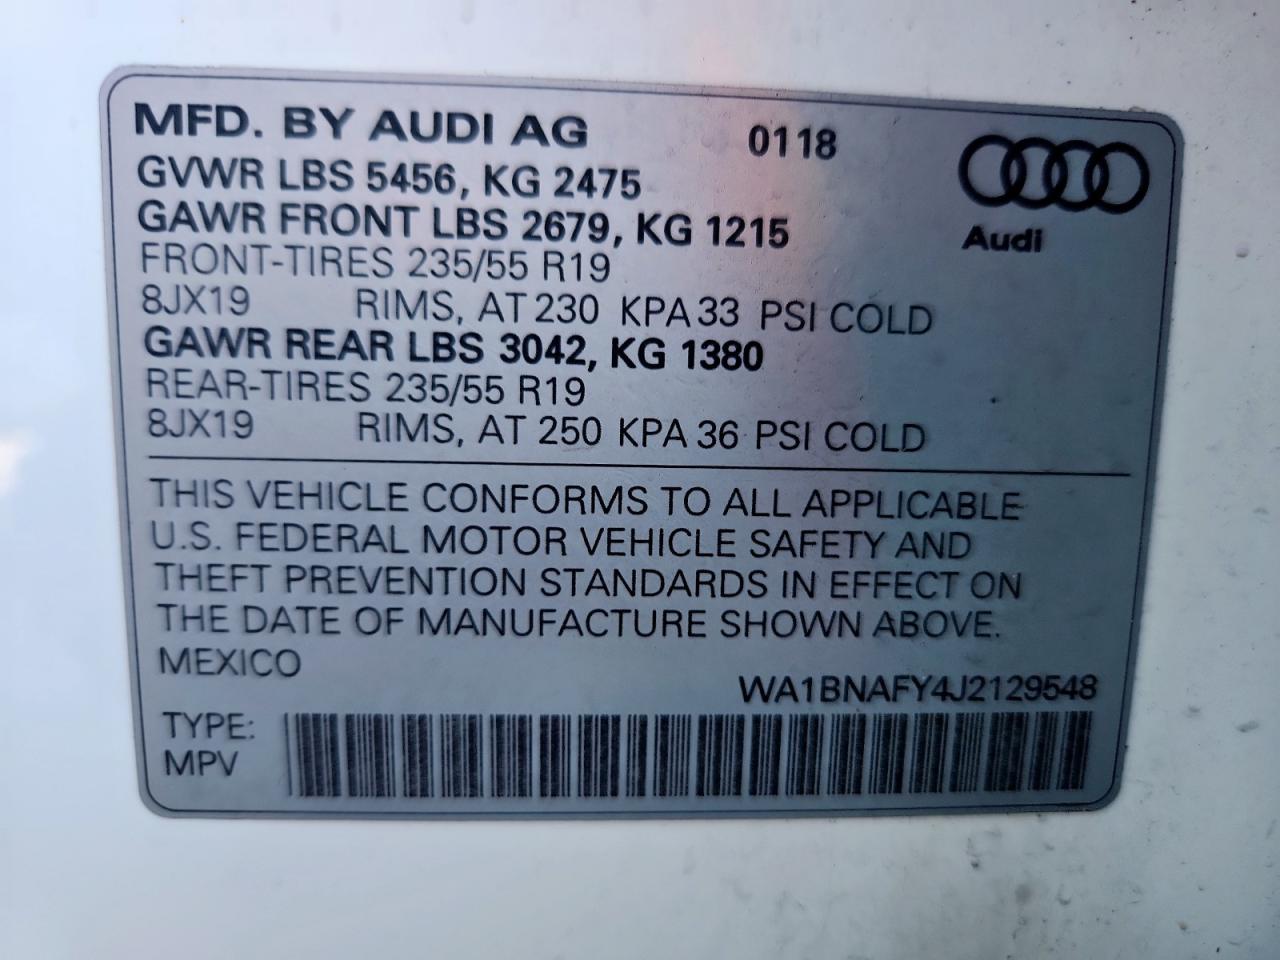 MFD. BY AUDI AG 0118
GVWR LBS 5456, KG 2475
GAWR FRONT LBS 2679, KG 1215
Audi
FRONT-TIRES 235/55 R19
8JX19 RIMS, AT 230 KPA 33 PSI COLD
GAWR REAR LBS 3042, KG 1380
REAR-TIRES 235/55 R19
8JX19 RIMS, AT 250 KPA 36 PSI COLD
THIS VEHICLE CONFORMS TO ALL APPLICABLE
U.S. FEDERAL MOTOR VEHICLE SAFETY AND
THEFT PREVENTION STANDARDS IN EFFECT ON
THE DATE OF MANUFACTURE SHOWN ABOVE.
MEXICO
WA1BNAFY4J2129548
TYPE:
MPV